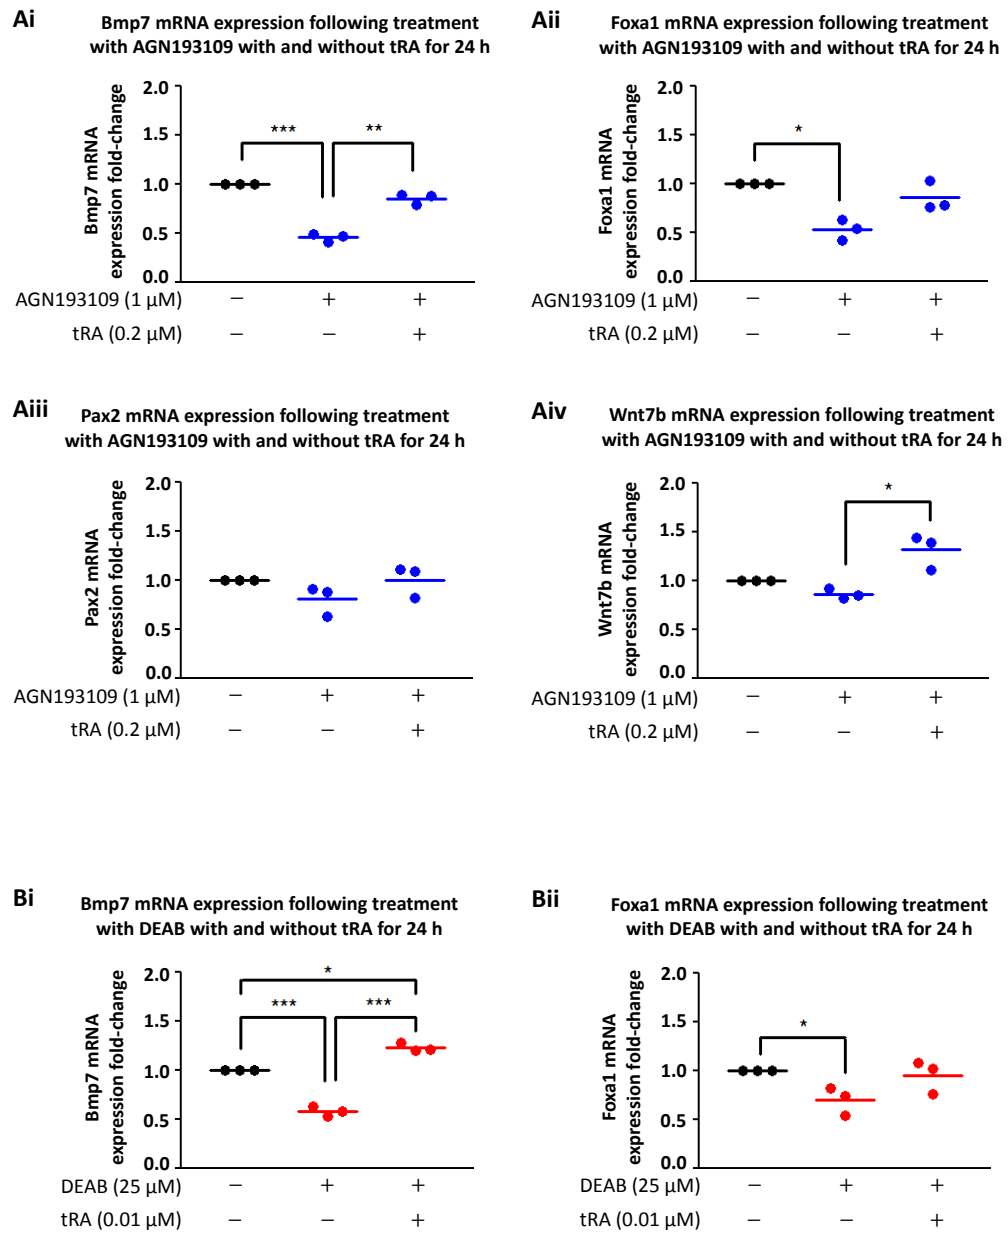 Ai
Bmp7 mRNA expression following treatment
with AGN193109 with and without tRA for 24 h
Bmp7 mRNA
expression fold-change
2.0
1.5
1.0
0.5
0.0
***
**
AGN193109 (1 µM) – + +
tRA (0.2 µM) – – +
Aii
Foxa1 mRNA expression following treatment
with AGN193109 with and without tRA for 24 h
Foxa1 mRNA
expression fold-change
2.0
1.5
1.0
0.5
0.0
*
AGN193109 (1 µM) – + +
tRA (0.2 µM) – – +
Aiii
Pax2 mRNA expression following treatment
with AGN193109 with and without tRA for 24 h
Pax2 mRNA
expression fold-change
2.0
1.5
1.0
0.5
0.0
AGN193109 (1 µM) – + +
tRA (0.2 µM) – – +
Aiv
Wnt7b mRNA expression following treatment
with AGN193109 with and without tRA for 24 h
Wnt7b mRNA
expression fold-change
2.0
1.5
1.0
0.5
0.0
*
AGN193109 (1 µM) – + +
tRA (0.2 µM) – – +
Bi
Bmp7 mRNA expression following treatment
with DEAB with and without tRA for 24 h
Bmp7 mRNA
expression fold-change
2.0
1.5
1.0
0.5
0.0
*
***
***
DEAB (25 µM) – + +
tRA (0.01 µM) – – +
Bii
Foxa1 mRNA expression following treatment
with DEAB with and without tRA for 24 h
Foxa1 mRNA
expression fold-change
2.0
1.5
1.0
0.5
0.0
*
DEAB (25 µM) – + +
tRA (0.01 µM) – – +